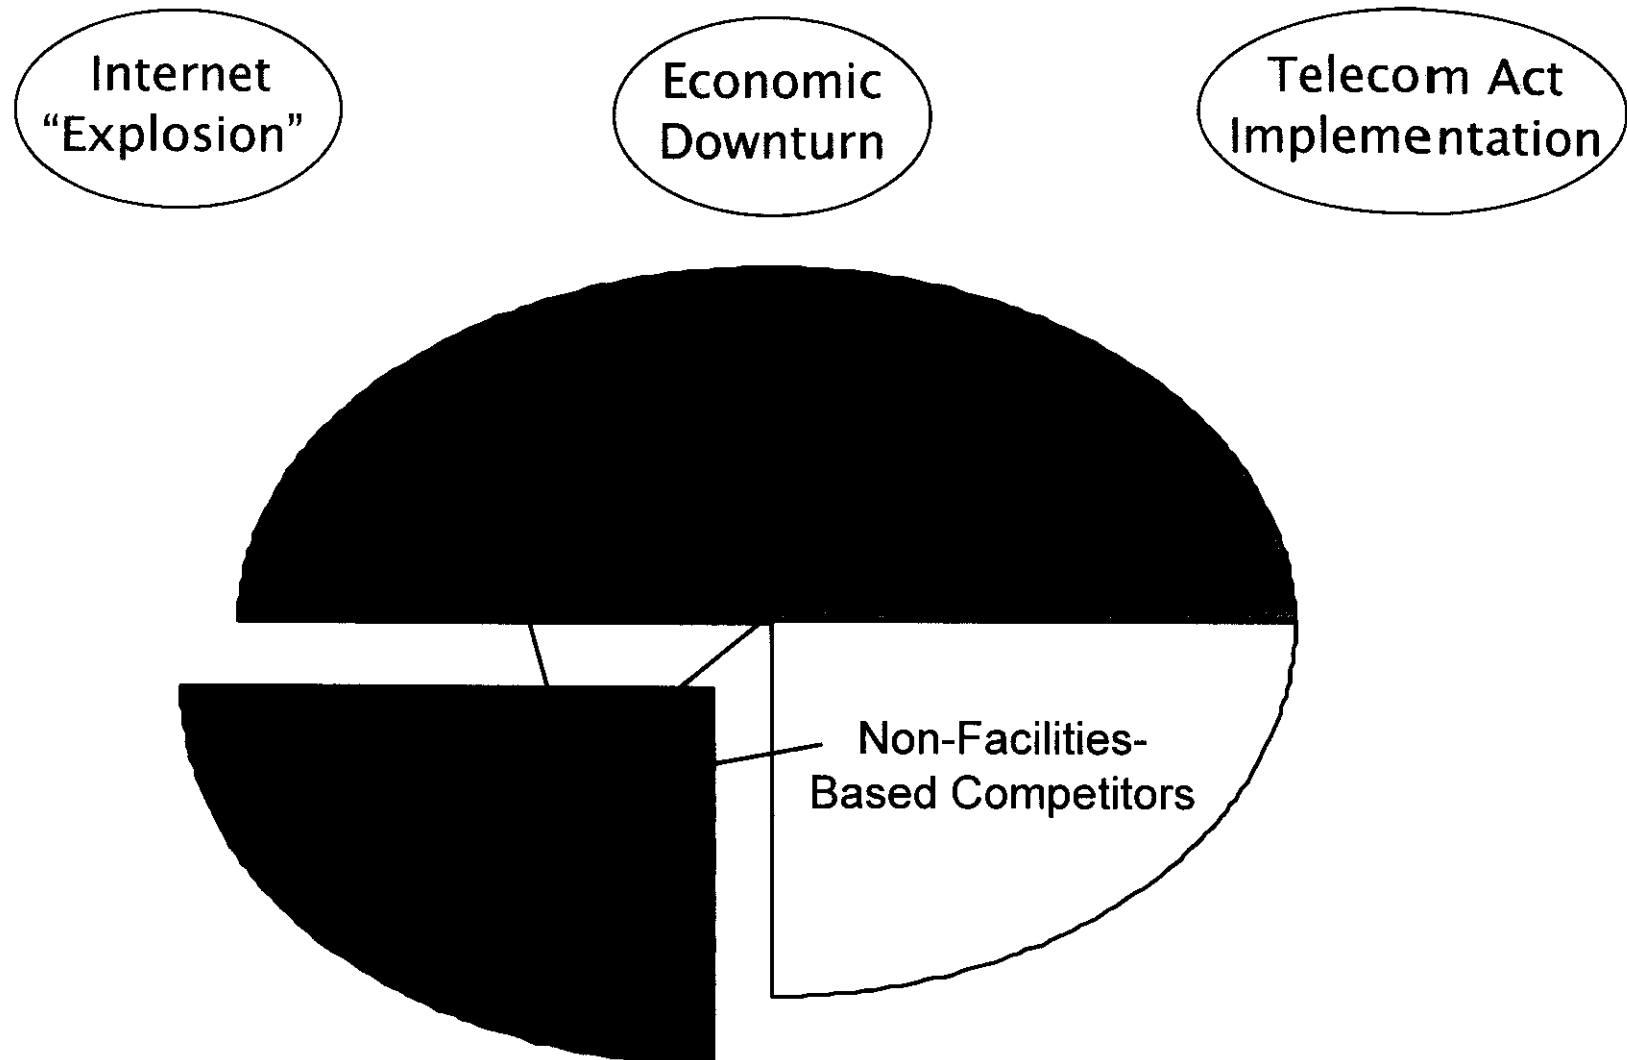 Internet
“Explosion”
Economic
Downturn
Telecom Act
Implementation
Non-Facilities-
Based Competitors